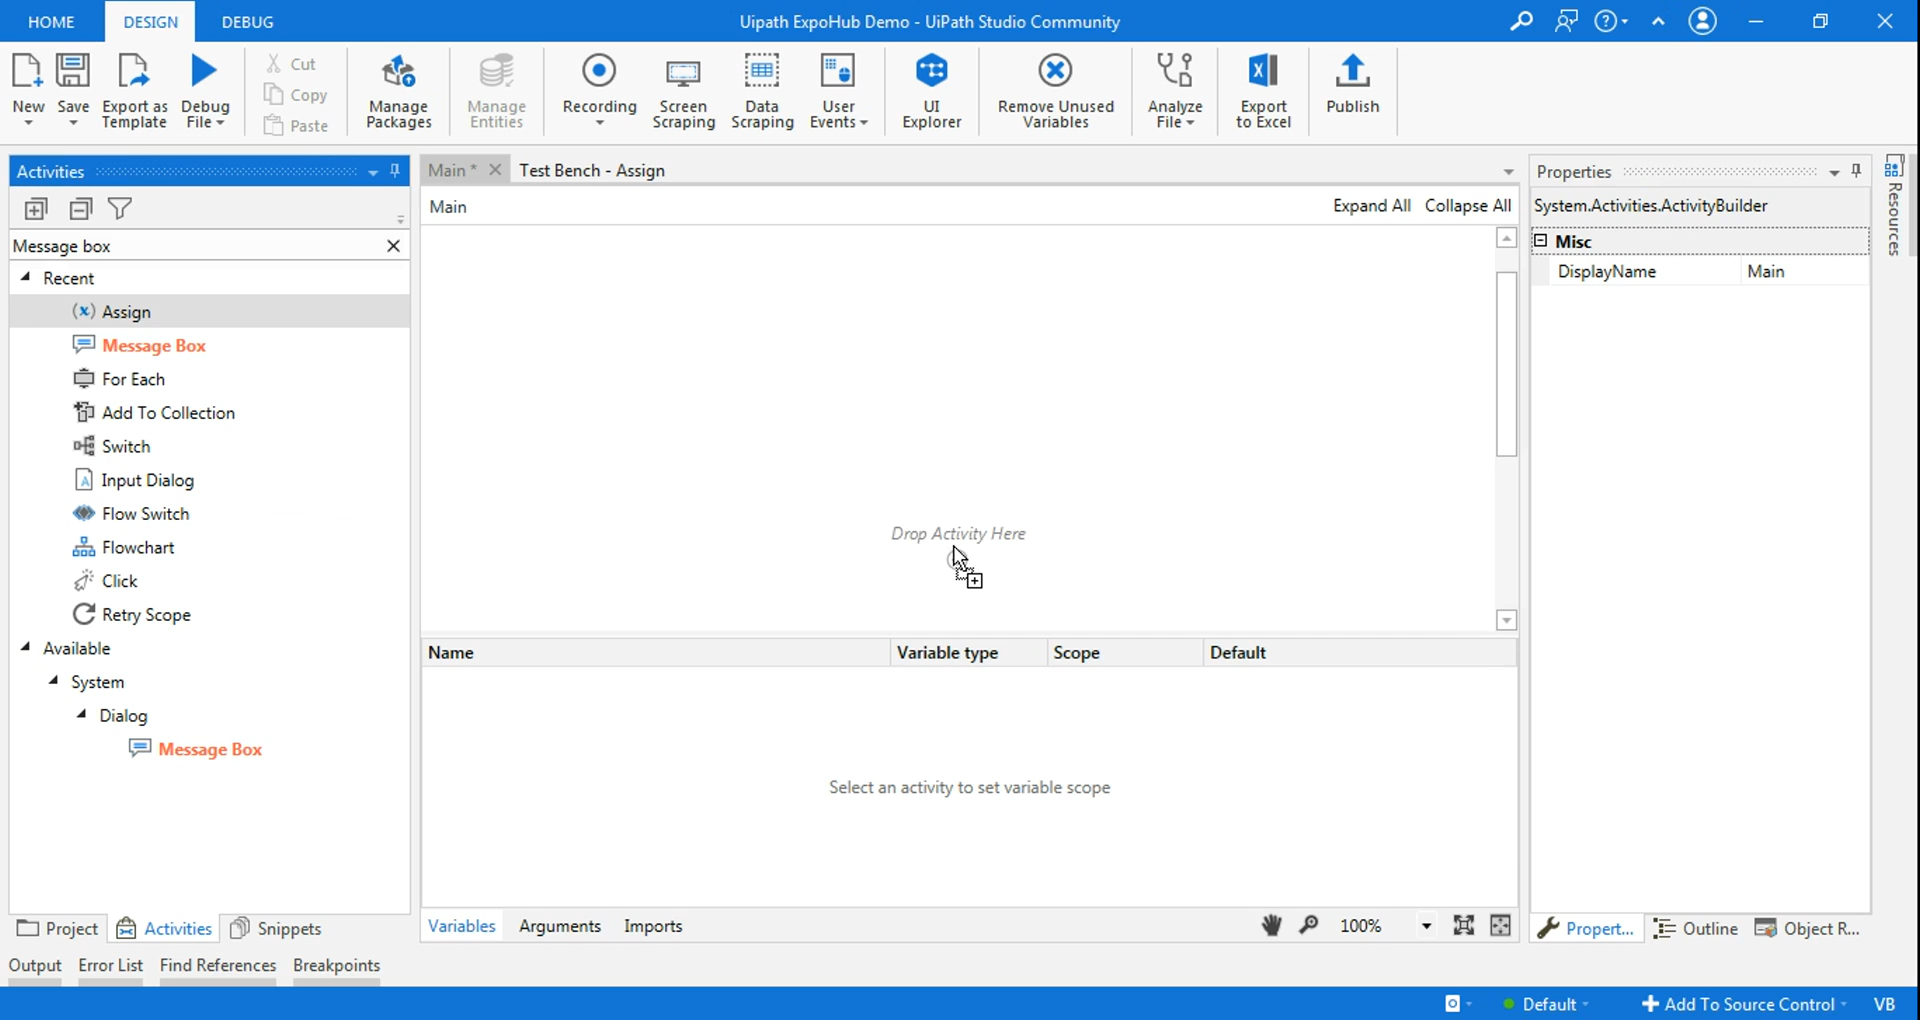 HOME DESIGN DEBUG Uipath ExpoHub Demo - UiPath Studio Community
New Save Export as Template Debug File Cut Copy Paste Manage Packages Manage Entities Recording Screen Scraping Data Scraping User Events UI Explorer Remove Unused Variables Analyze File Export to Excel Publish
Activities
Message box
Recent
(x) Assign
Message Box
For Each
Add To Collection
Switch
Input Dialog
Flow Switch
Flowchart
Click
Retry Scope
Available
System
Dialog
Message Box
Project Activities Snippets
Main * Test Bench - Assign
Main Expand All Collapse All
Drop Activity Here
Name Variable type Scope Default
Select an activity to set variable scope
Variables Arguments Imports 100%
Properties
System.Activities.ActivityBuilder
Misc
DisplayName Main
Propert... Outline Object R...
Resources
Output Error List Find References Breakpoints
Default Add To Source Control VB